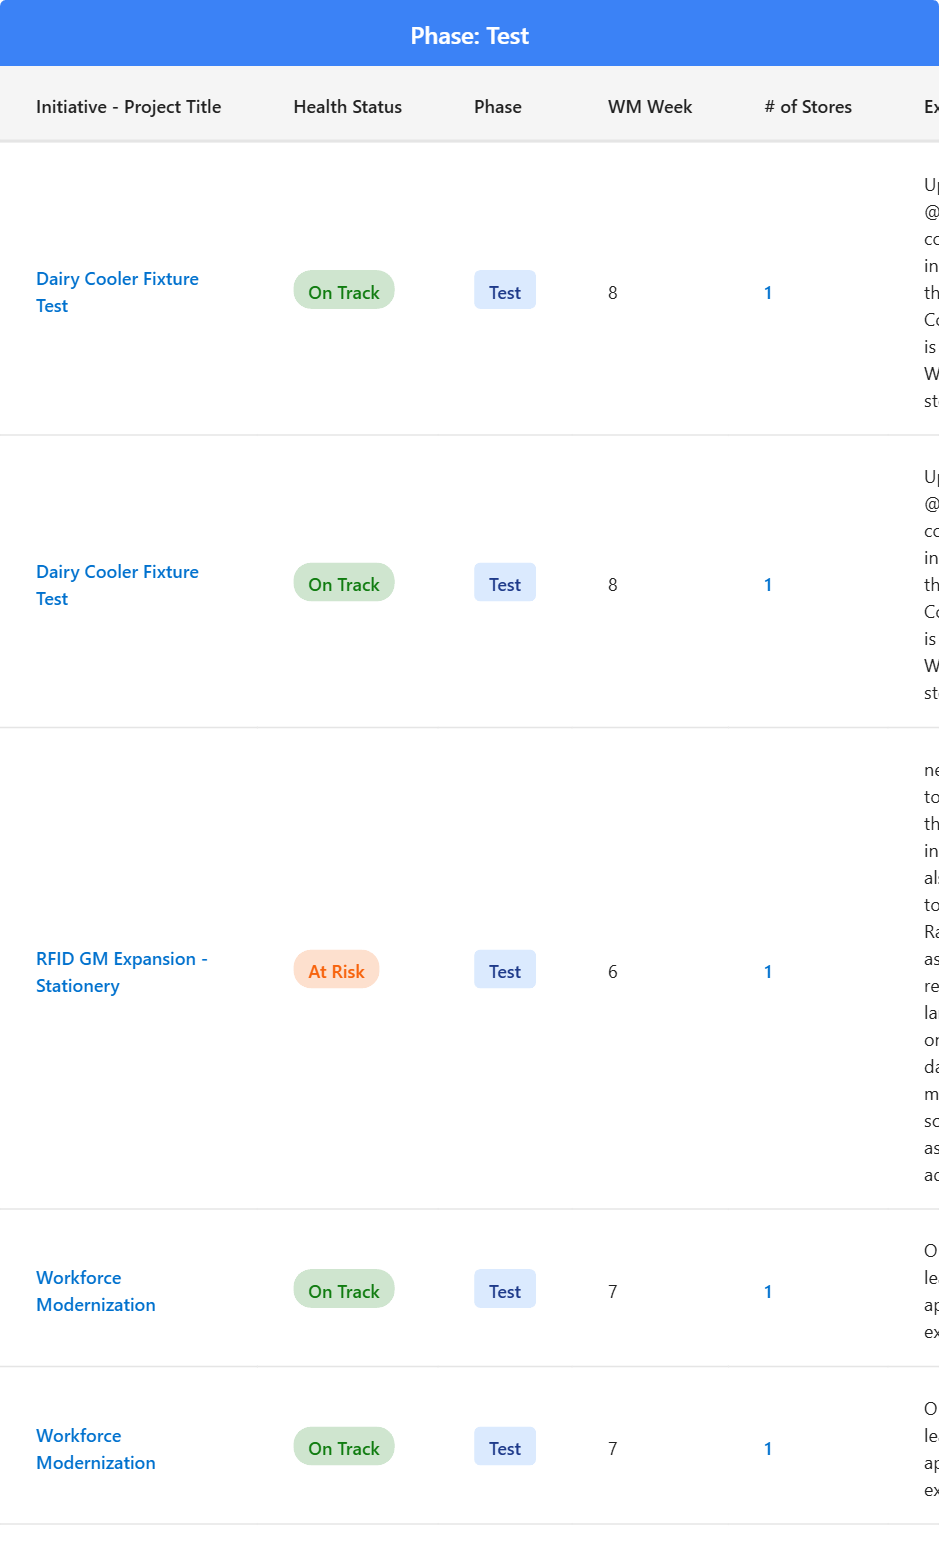 Phase: Test
Initiative - Project Title Health Status Phase WM Week # of Stores
Dairy Cooler Fixture
Test
On Track Test 8 1
is
Dairy Cooler Fixture
Test
On Track Test 8 1
is
RFID GM Expansion -
Stationery
At Risk Test 6 1
Workforce
Modernization
On Track Test 7 1
Workforce
Modernization
On Track Test 7 1